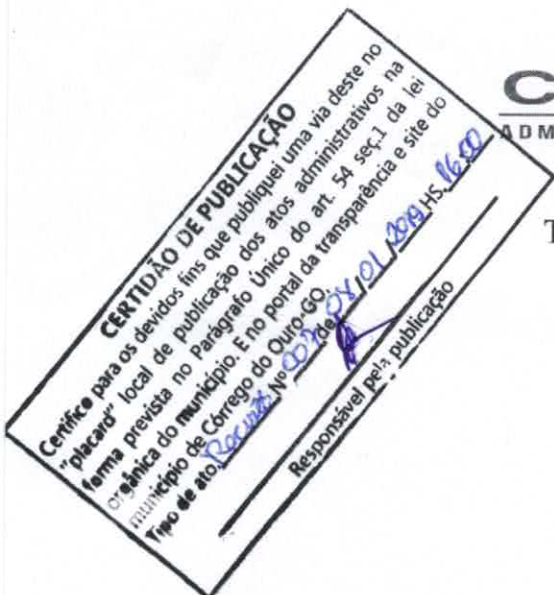 CERTIDÃO DE PUBLICAÇÃO
Certifico para os devidos fins que publiquei uma via deste no
"placard" local de publicação dos atos administrativos na
forma prevista no Parágrafo Único do art. 54 seç.1 da lei
orgânica do município. E no portal da transparência e site do
município de Córrego do Ouro-GO.
Tipo de ato Nº 007 de 08 / 01 / 2019 HS. 16:00
Responsável pela publicação
C
ADM
T